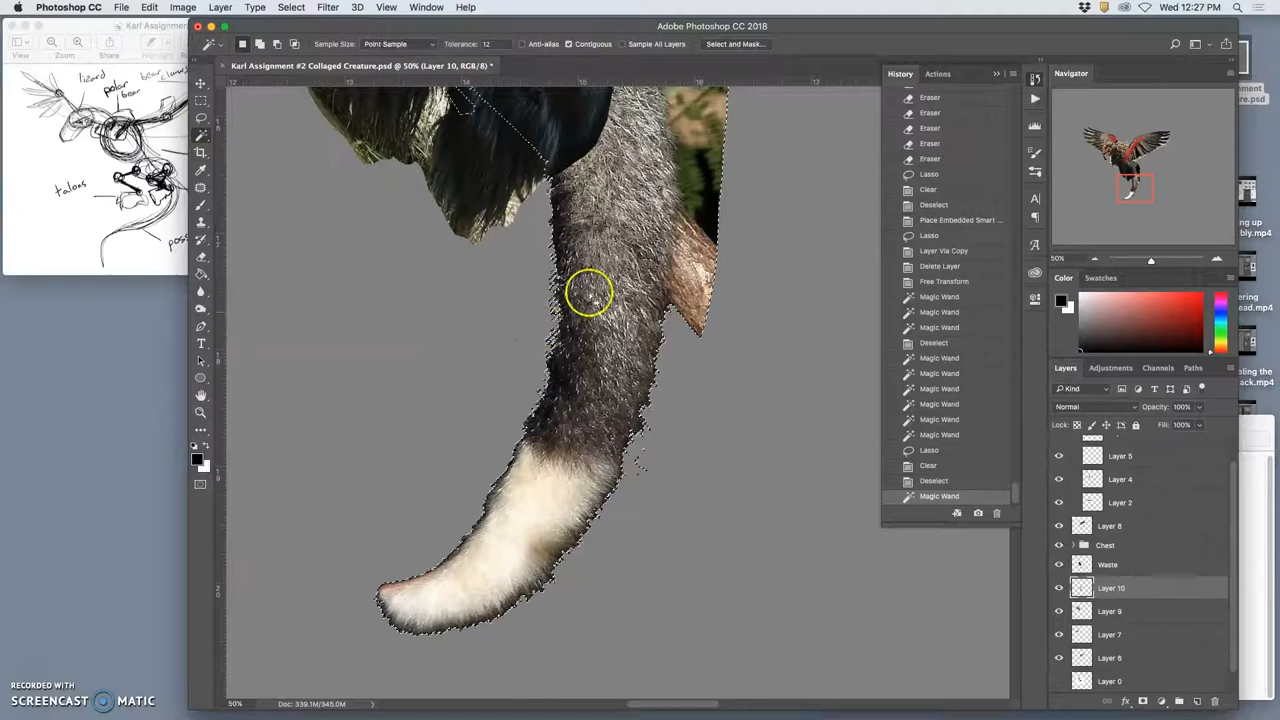 Photoshop CC File Edit Image Layer Type Select Filter 3D View Window Help Wed 12:27 PM
Adobe Photoshop CC 2018
Karl Assignment
Sample Size: Point Sample Tolerance: 12 Anti-alias Contiguous Sample All Layers Select and Mask...
Zoom Share
Karl Assignment #2 Collaged Creature.psd @ 50% (Layer 10, RGB/8) *
History Actions
Navigator
lizard
polar
bear
talons
Eraser
Eraser
Eraser
Eraser
Eraser
Lasso
Clear
Deselect
Place Embedded Smart ...
Lasso
Layer Via Copy
Delete Layer
Free Transform
Magic Wand
Magic Wand
Magic Wand
Deselect
Magic Wand
Magic Wand
Magic Wand
Magic Wand
Magic Wand
Magic Wand
Lasso
Clear
Deselect
Magic Wand
50%
Color Swatches
Layers Adjustments Channels Paths
Kind
Normal Opacity: 100%
Lock: Fill: 100%
Layer 5
Layer 4
Layer 2
Layer 8
Chest
Waste
Layer 10
Layer 9
Layer 7
Layer 6
Layer 0
fx
50% Doc: 339.1M/345.0M
RECORDED WITH
SCREENCAST MATIC